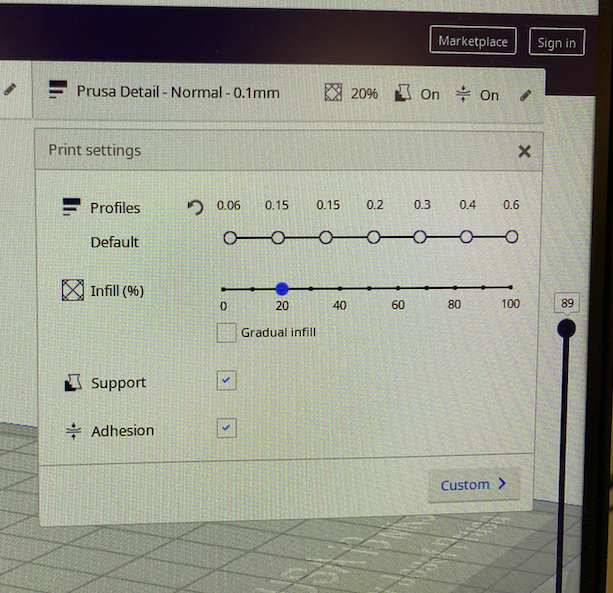 Marketplace
Sign in
Prusa Detail - Normal - 0.1mm
20%
On
On
Print settings
Profiles
0.06 0.15 0.15 0.2 0.3 0.4 0.6
Default
Infill (%)
0 20 40 60 80 100
Gradual infill
89
Support
Adhesion
Custom